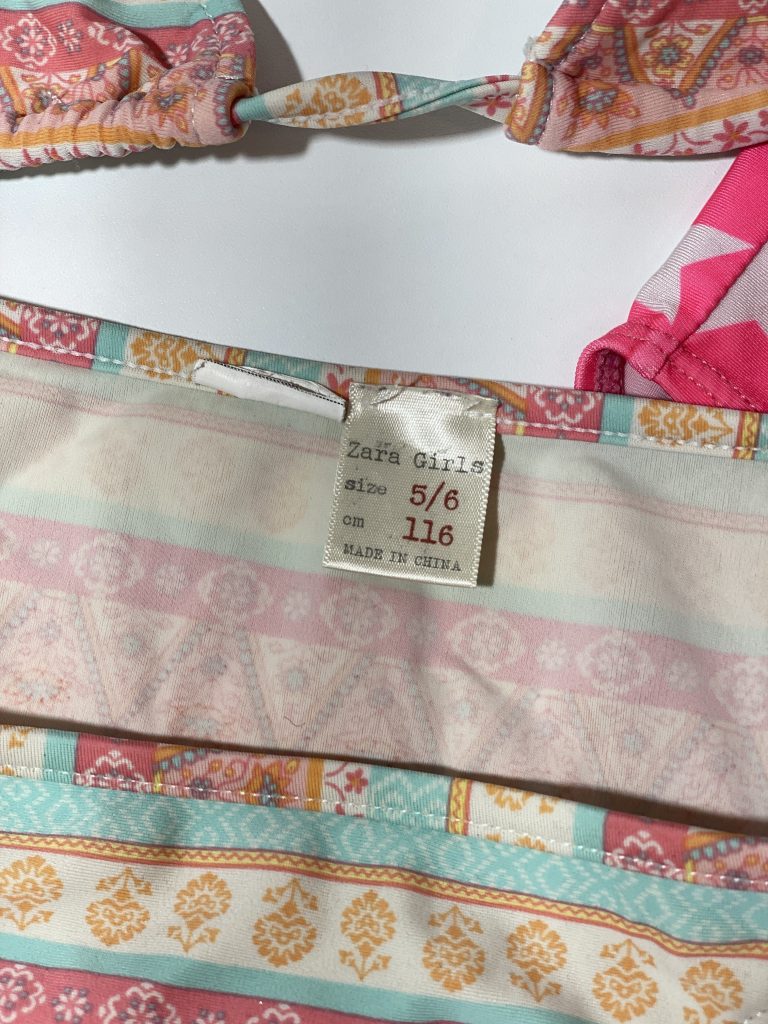 Zara Girls
size 5/6
cm 116
MADE IN CHINA